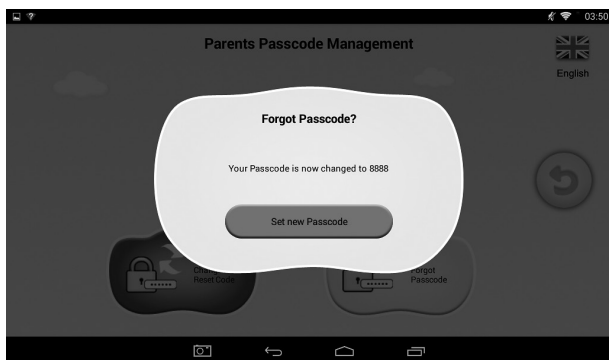 03:50
Parents Passcode Management
English
Forgot Passcode?
Your Passcode is now changed to 8888
Set new Passcode
Reset Code
Forgot
Passcode